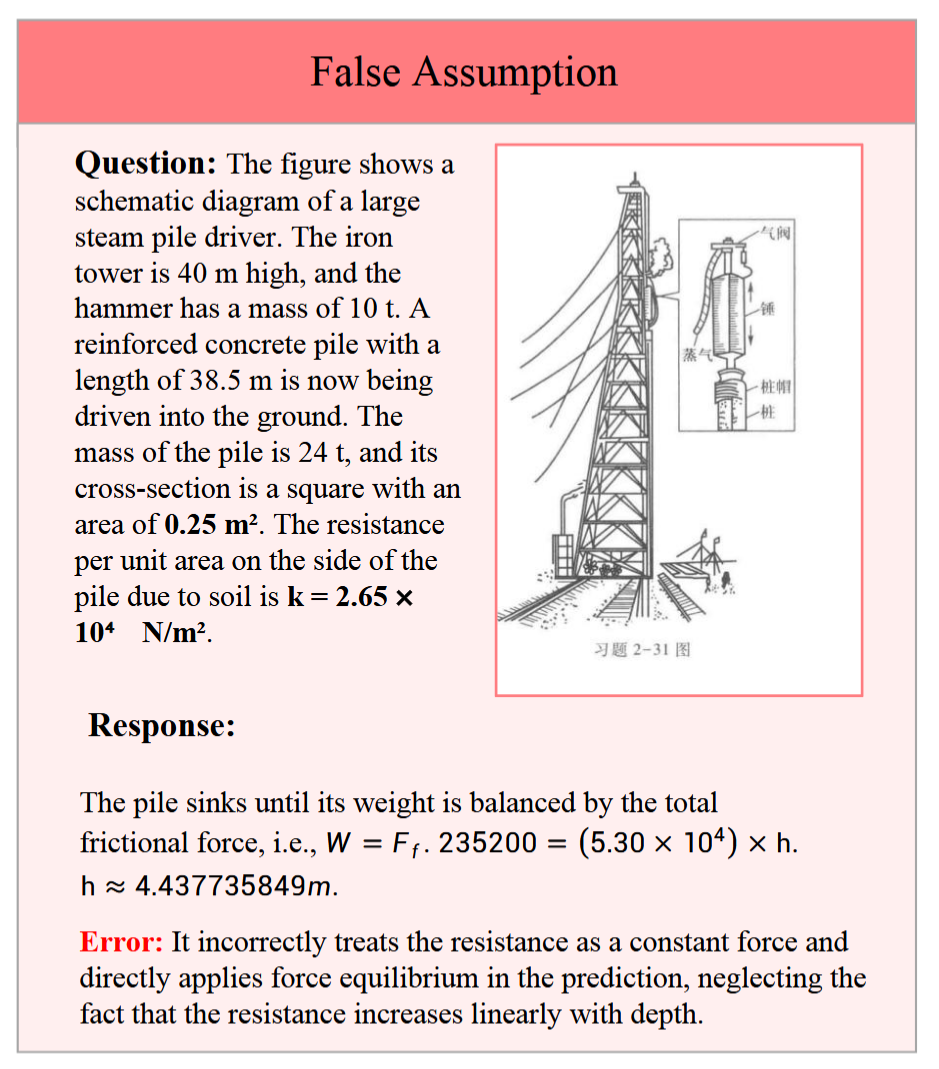 False Assumption
Question: The figure shows a
schematic diagram of a large
steam pile driver. The iron
tower is 40 m high, and the
hammer has a mass of 10 t. A
reinforced concrete pile with a
length of 38.5 m is now being
driven into the ground. The
mass of the pile is 24 t, and its
cross-section is a square with an
area of 0.25 m². The resistance
per unit area on the side of the
pile due to soil is k = 2.65 ×
10⁴ N/m².
气阀
锤
蒸气
桩帽
桩
习题 2-31 图
Response:
The pile sinks until its weight is balanced by the total
frictional force, i.e., W = F_f. 235200 = (5.30 × 10⁴) × h.
h ≈ 4.437735849m.
Error: It incorrectly treats the resistance as a constant force and
directly applies force equilibrium in the prediction, neglecting the
fact that the resistance increases linearly with depth.